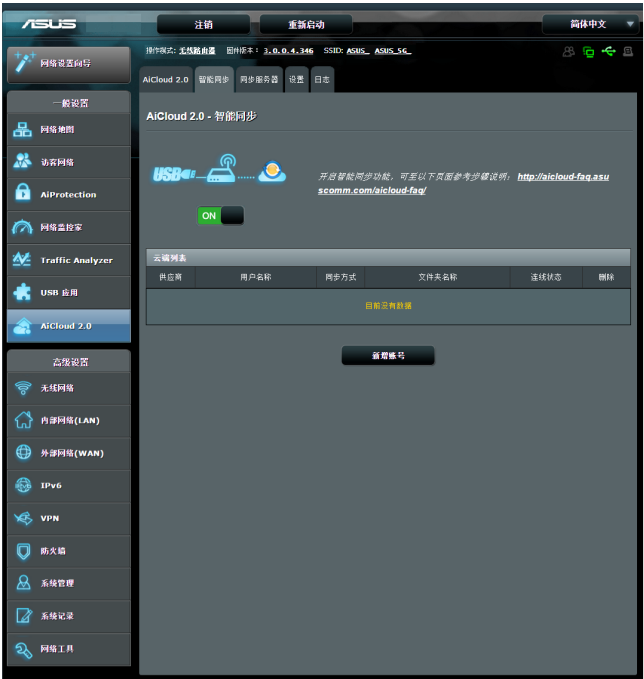 ASUS
注销
重新启动
简体中文
操作模式: 无线路由器 固件版本: 3.0.0.4.346 SSID: ASUS_ ASUS_5G_
网络设置向导
AiCloud 2.0
智能同步
同步服务器
设置
日志
一般设置
网络地图
访客网络
AiProtection
网络监控家
Traffic Analyzer
USB 应用
AiCloud 2.0
高级设置
无线网络
内部网络(LAN)
外部网络(WAN)
IPv6
VPN
防火墙
系统管理
系统记录
网络工具
AiCloud 2.0 - 智能同步
USB
开启智能同步功能, 可至以下页面参考步骤说明: http://aicloud-faq.asu
scomm.com/aicloud-faq/
ON
云端列表
供应商 用户名称 同步方式 文件夹名称 连线状态 删除
目前没有数据
新增账号